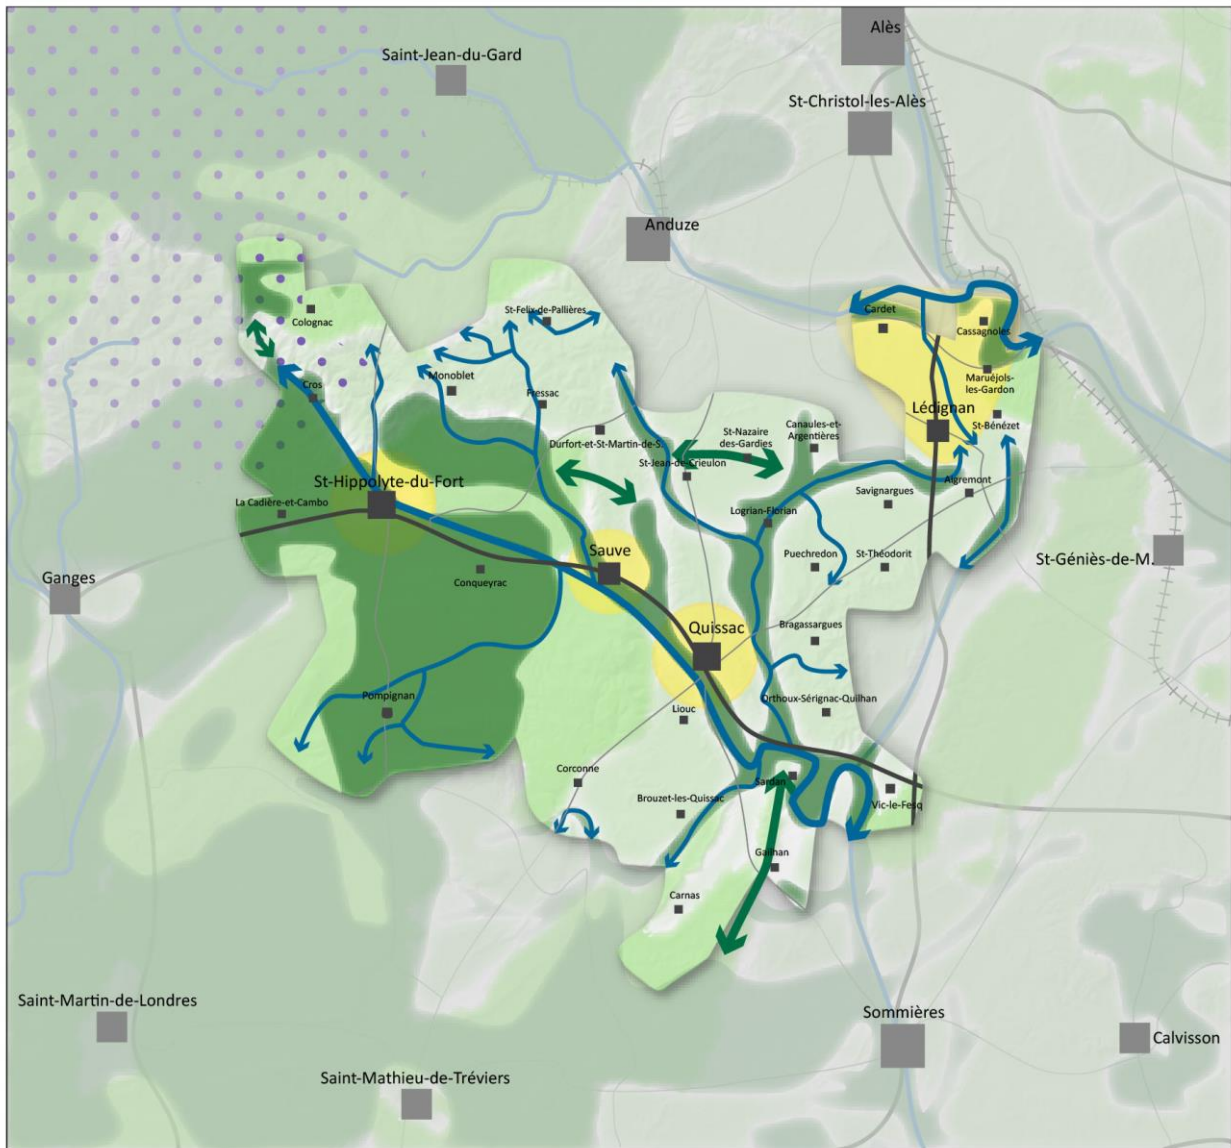 Alès
Saint-Jean-du-Gard
St-Christol-les-Alès
Anduze
St-Felix-de-Pallières
Colognac
Cardet
Cassagnoles
Monoblet
Cros
Fressac
Maruéjols-
les-Gardon
Lédignan
St-Bénézet
Durfort-et-St-Martin-de-S.
St-Nazaire
des-Gardies
Canaules-et-
Argentières
St-Jean-de-Crieulon
St-Hippolyte-du-Fort
La Cadière-et-Cambo
Savignargues
Aigremont
Logrian-Florian
Sauve
Conqueyrac
Puechredon
St-Théodorit
St-Géniès-de-M.
Ganges
Quissac
Bragassargues
Pompignan
Liouc
Orthoux-Sérignac-Quilhan
Corconne
Sardan
Brouzet-les-Quissac
Vic-le-Fesq
Gailhan
Carnas
Saint-Martin-de-Londres
Sommières
Calvisson
Saint-Mathieu-de-Tréviers